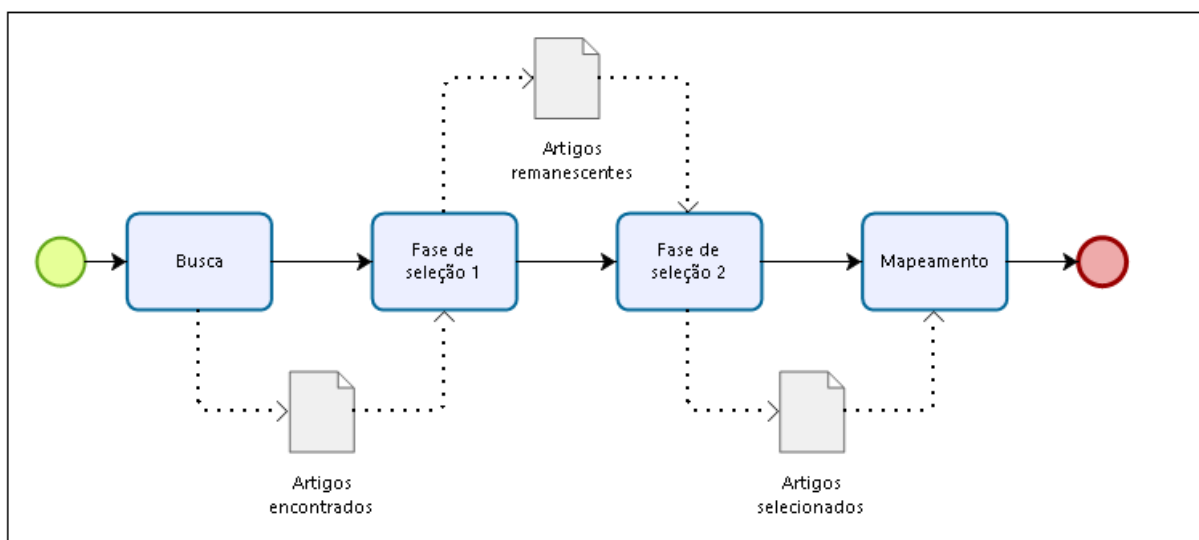 Artigos
remanescentes
Busca
Fase de
seleção 1
Fase de
seleção 2
Mapeamento
Artigos
encontrados
Artigos
selecionados